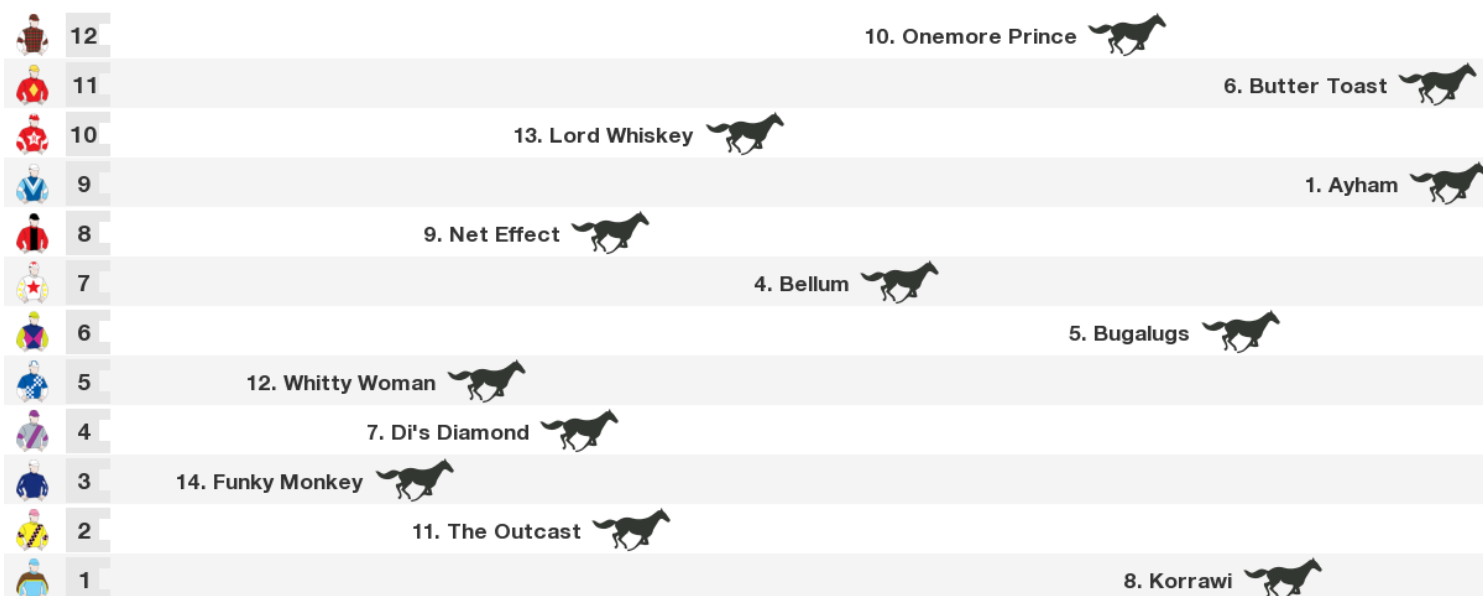 12 10. Onemore Prince
11 6. Butter Toast
10 13. Lord Whiskey
9 1. Ayham
8 9. Net Effect
7 4. Bellum
6 5. Bugalugs
5 12. Whitty Woman
4 7. Di's Diamond
3 14. Funky Monkey
2 11. The Outcast
1 8. Korrawi